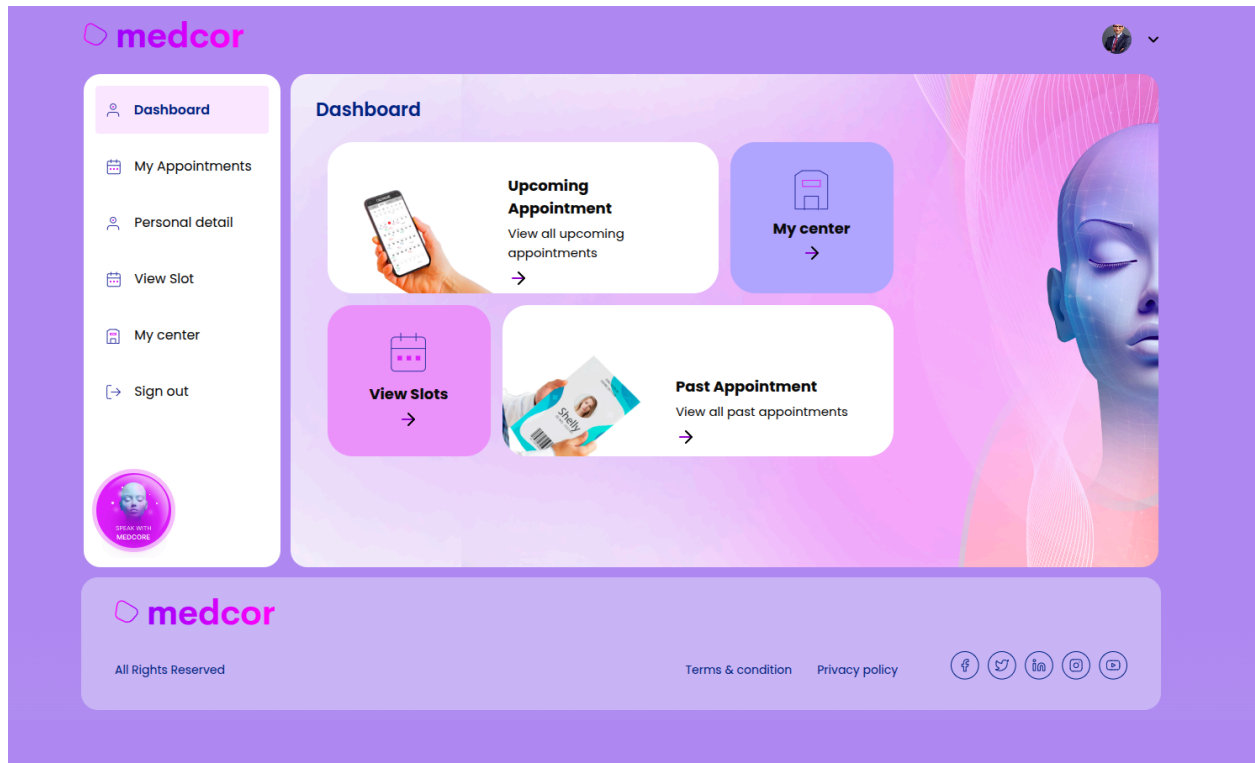 medcor
Dashboard
My Appointments
Personal detail
View Slot
My center
Sign out
SPEAK WITH
MEDCORE
Dashboard
Upcoming
Appointment
View all upcoming
appointments
My center
View Slots
Shelly
Past Appointment
View all past appointments
medcor
All Rights Reserved
Terms & condition
Privacy policy